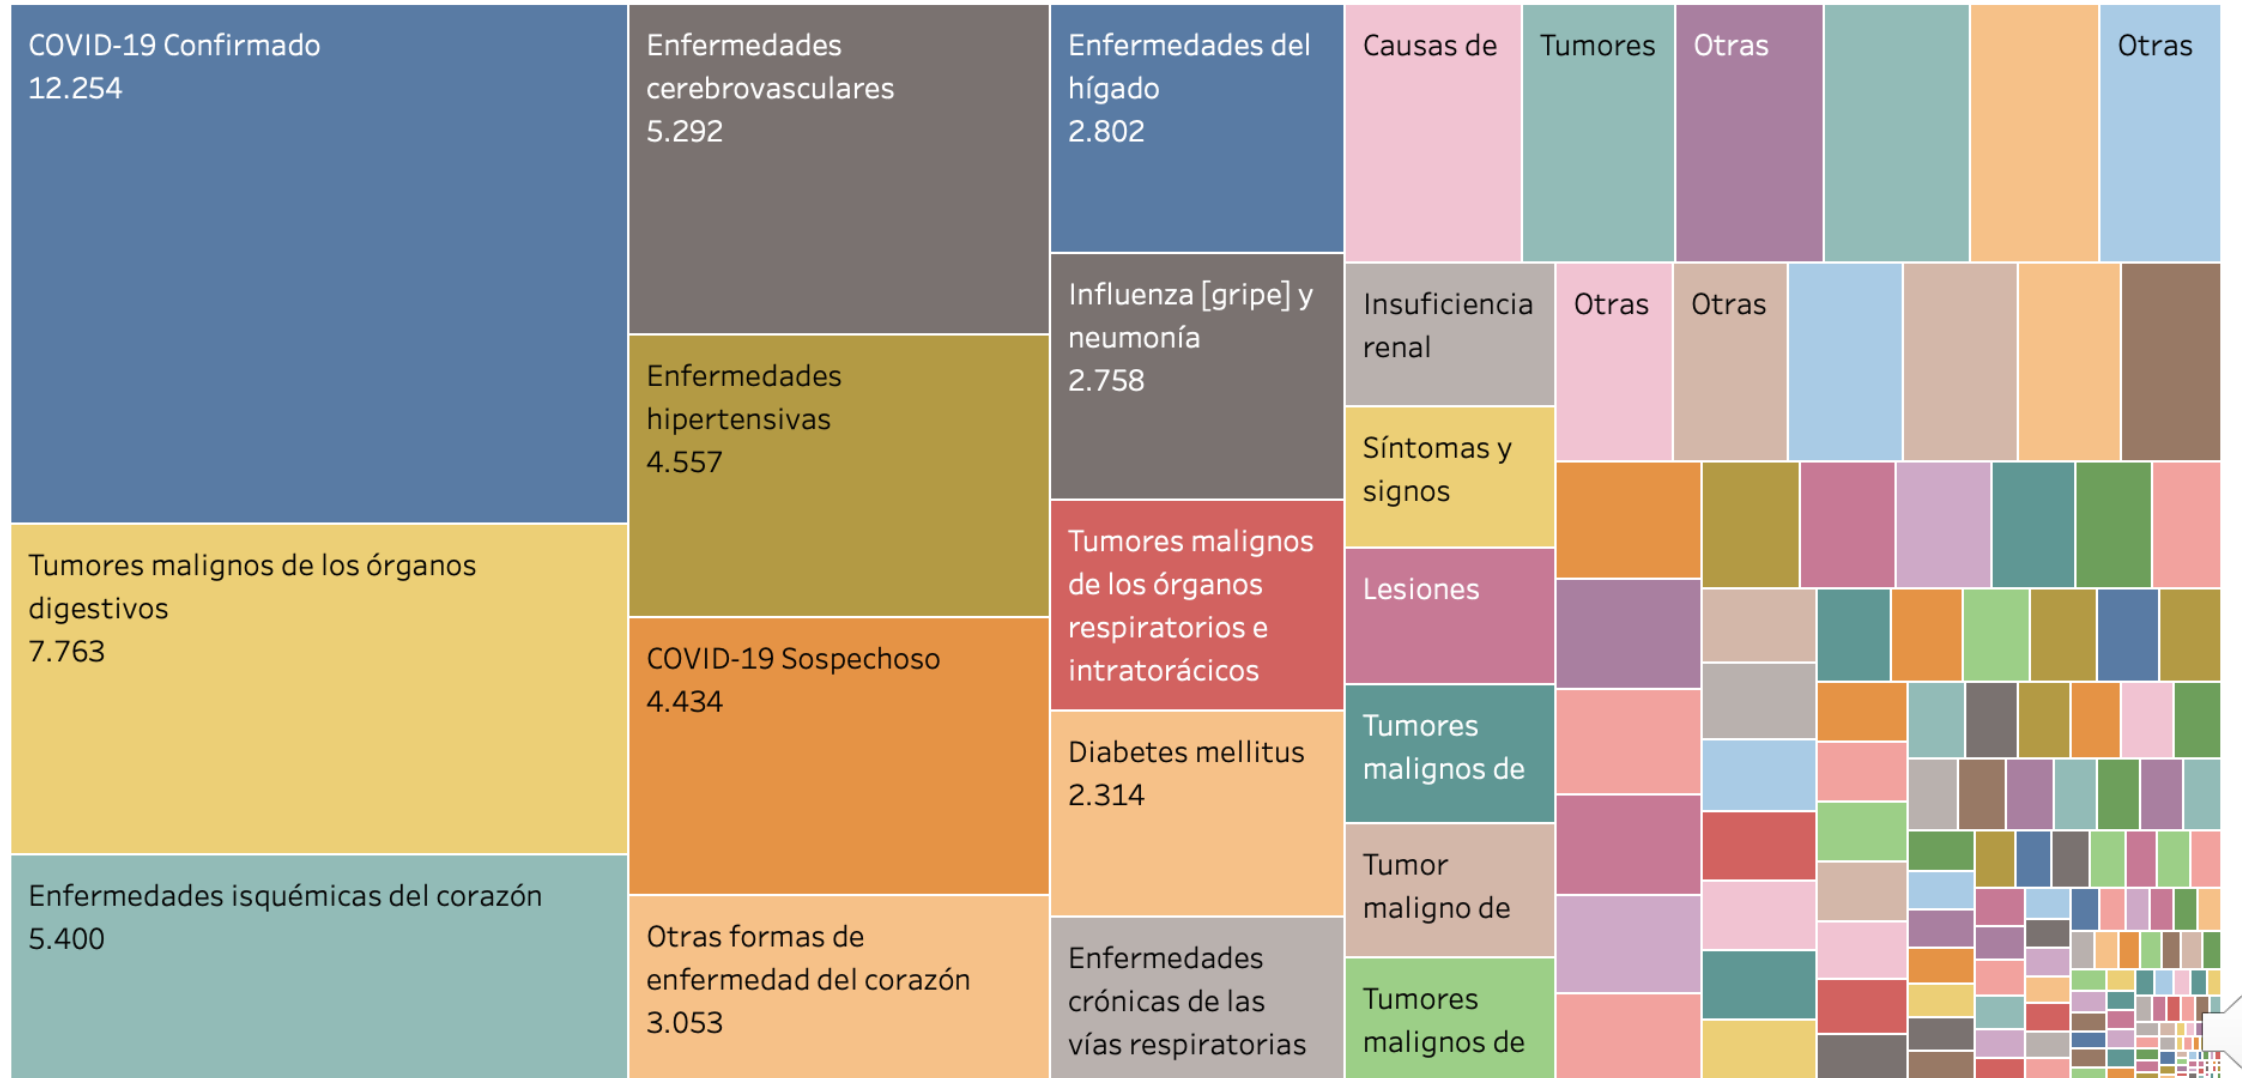 COVID-19 Confirmado
12.254
Tumores malignos de los órganos
digestivos
7.763
Enfermedades isquémicas del corazón
5.400
Enfermedades
cerebrovasculares
5.292
Enfermedades
hipertensivas
4.557
COVID-19 Sospechoso
4.434
Otras formas de
enfermedad del corazón
3.053
Enfermedades del
hígado
2.802
Influenza [gripe] y
neumonía
2.758
Tumores malignos
de los órganos
respiratorios e
intratorácicos
Diabetes mellitus
2.314
Enfermedades
crónicas de las
vías respiratorias
Causas de
Tumores
Otras
Otras
Insuficiencia
renal
Otras
Otras
Síntomas y
signos
Lesiones
Tumores
malignos de
Tumor
maligno de
Tumores
malignos de